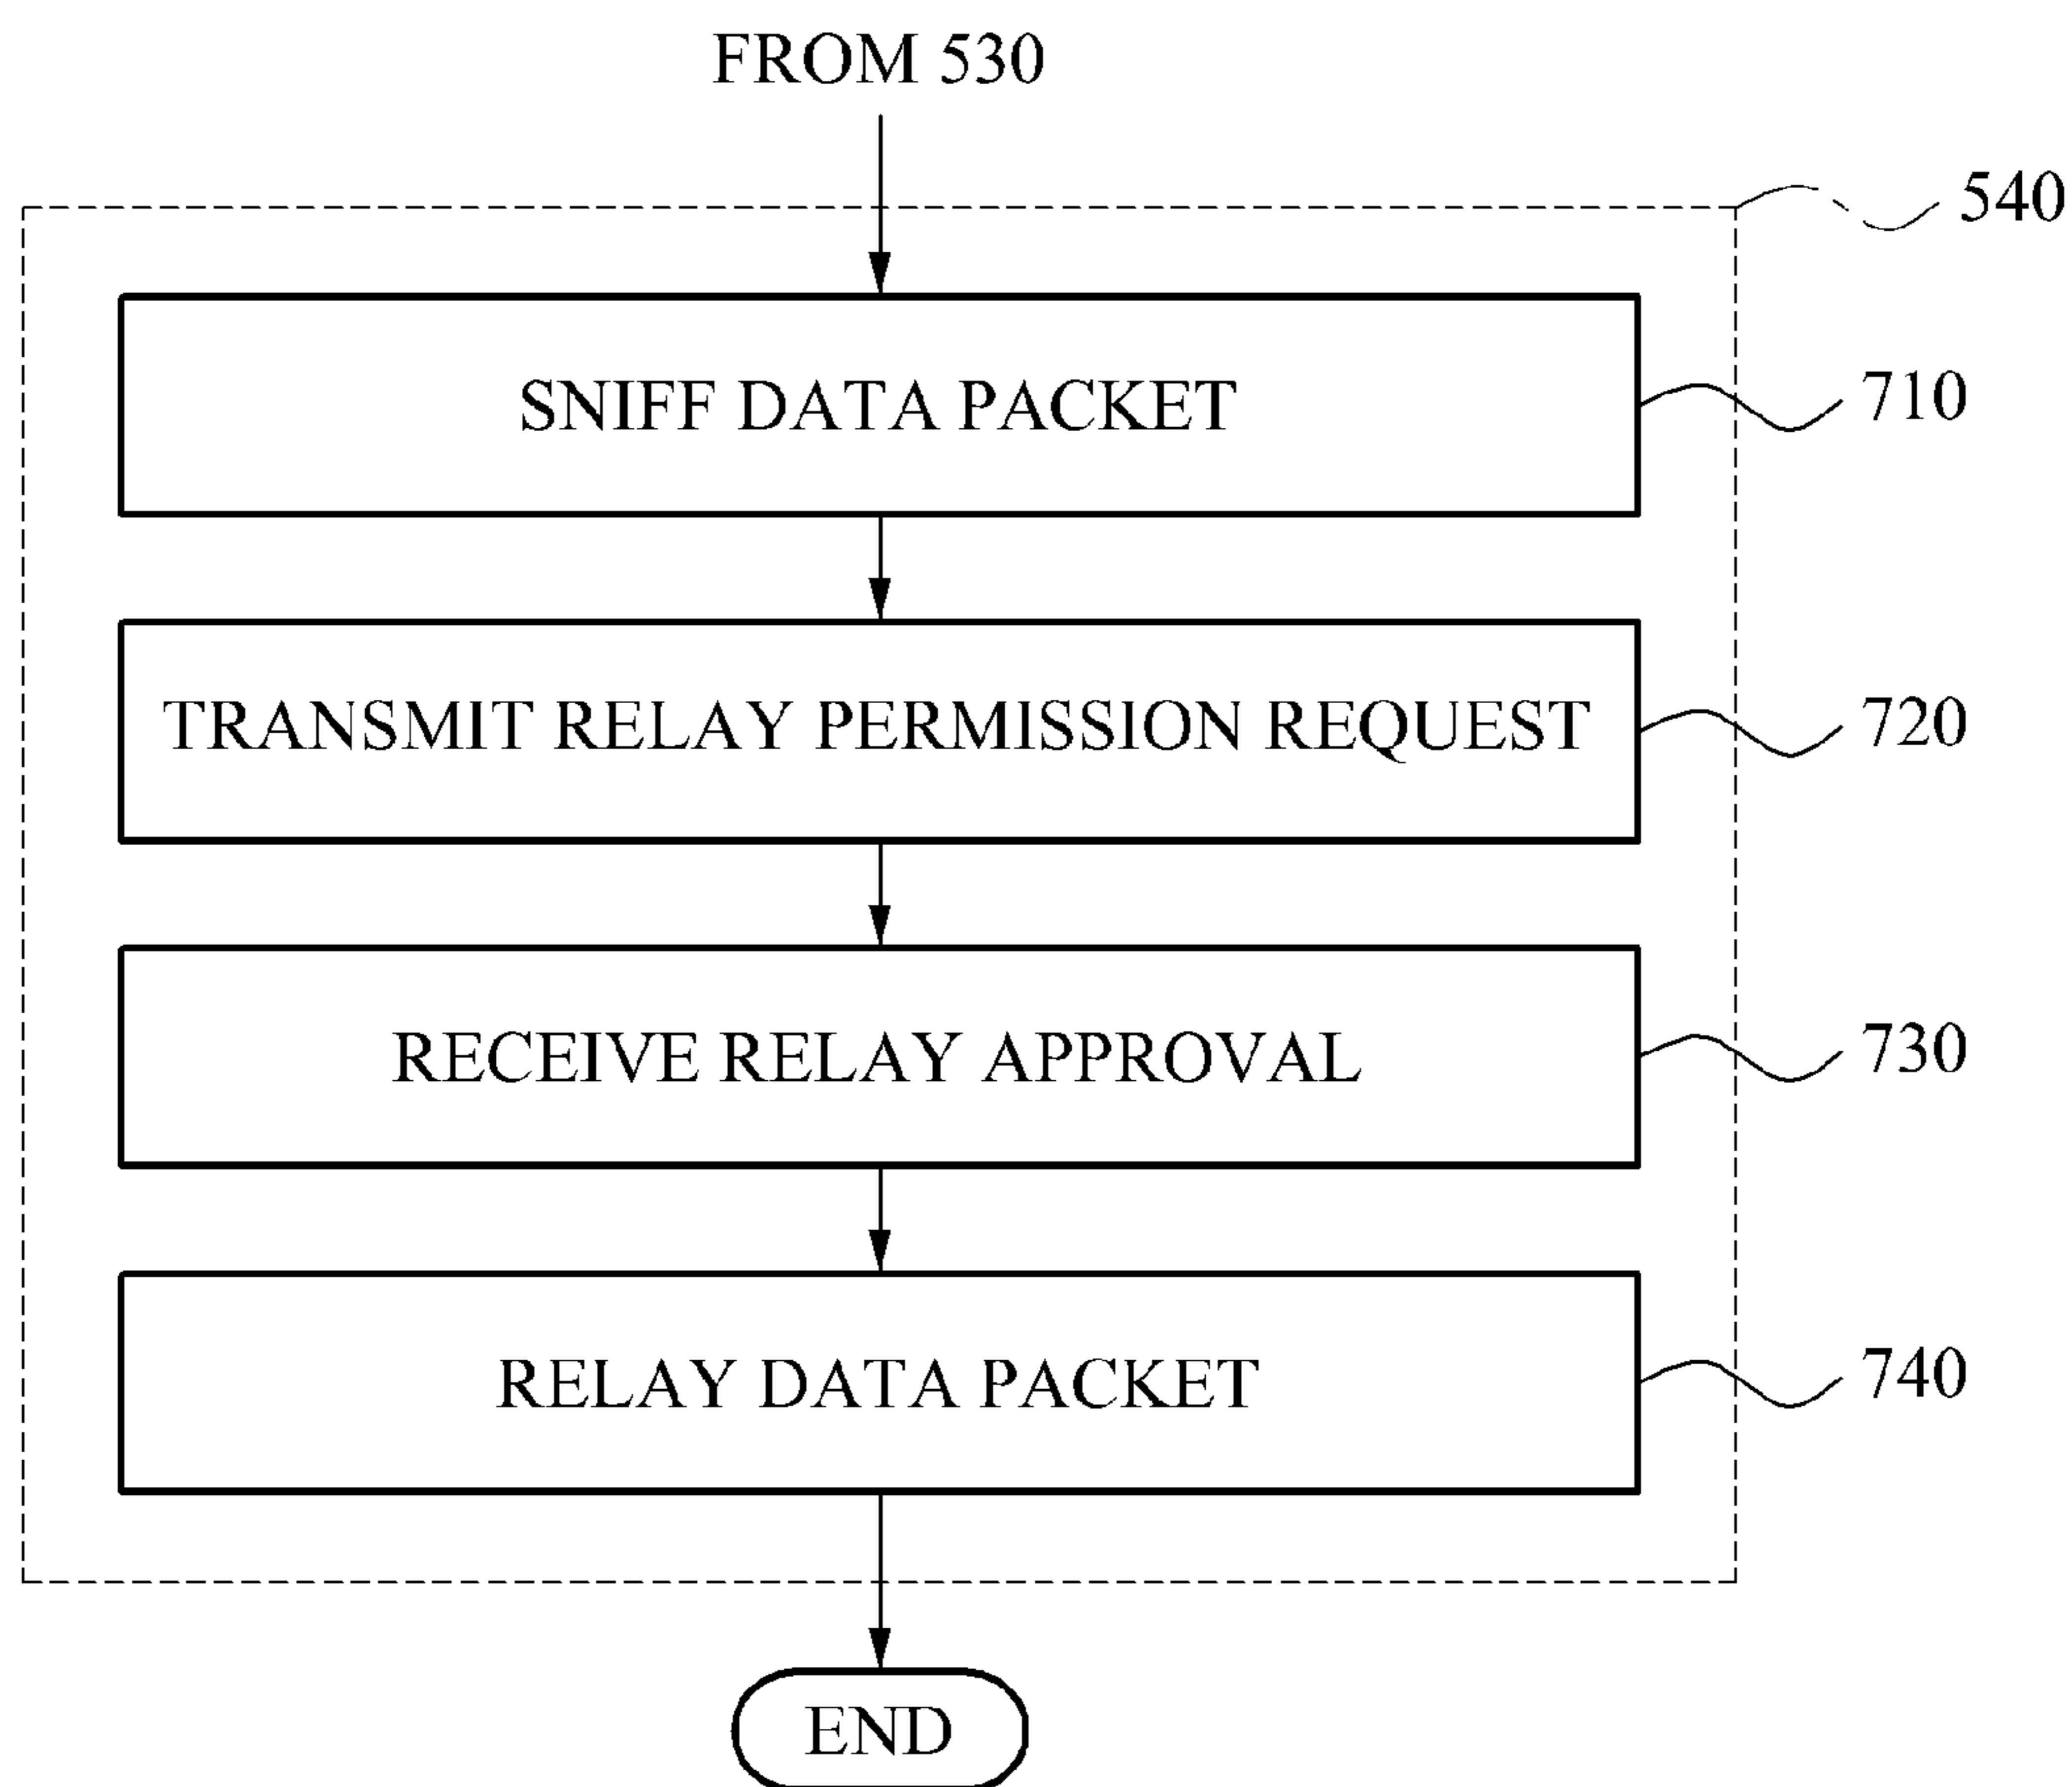 FROM 530
540
SNIFF DATA PACKET
710
TRANSMIT RELAY PERMISSION REQUEST
720
RECEIVE RELAY APPROVAL
730
RELAY DATA PACKET
740
END